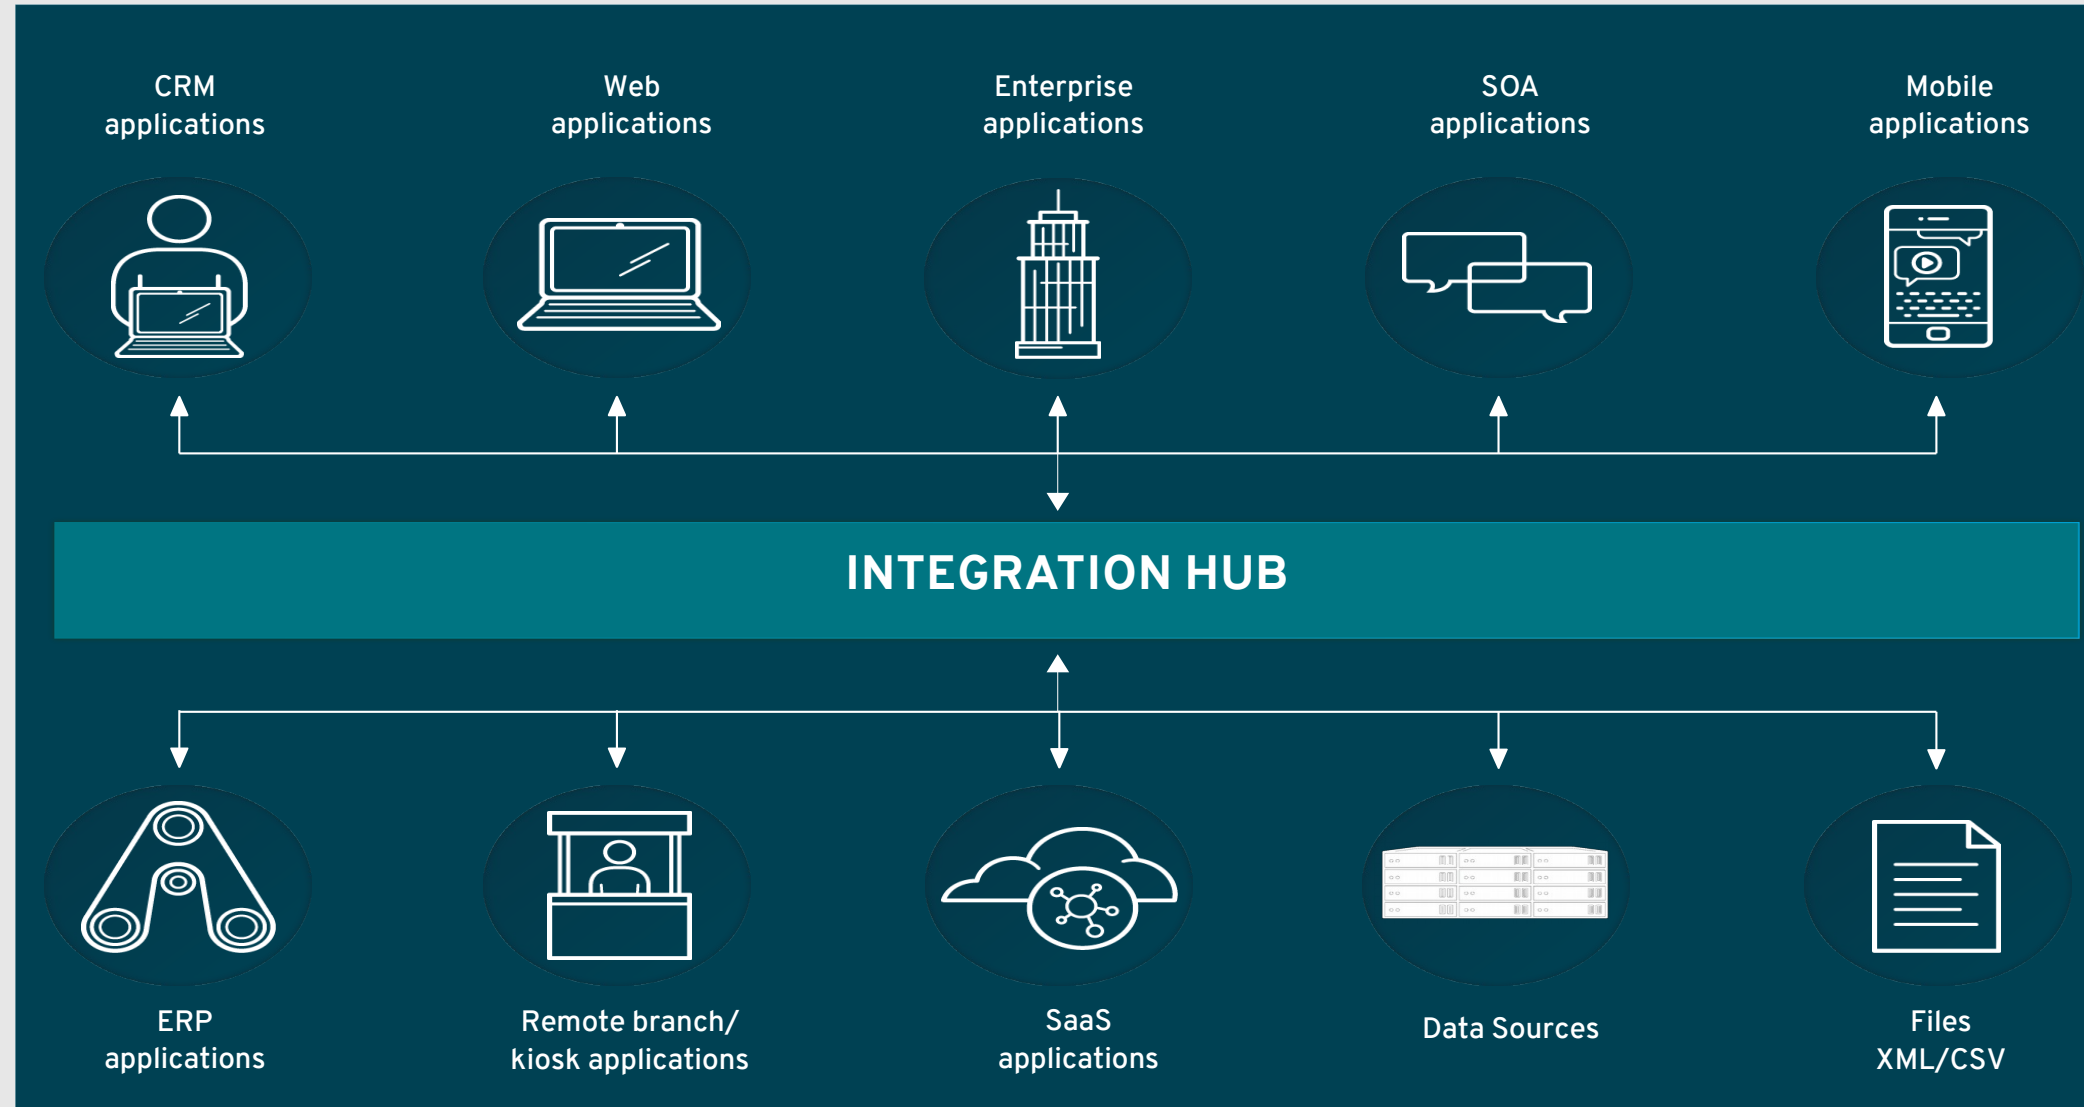 CRM
applications
Web
applications
Enterprise
applications
SOA
applications
Mobile
applications
INTEGRATION HUB
ERP
applications
Remote branch/
kiosk applications
SaaS
applications
Data Sources
Files
XML/CSV